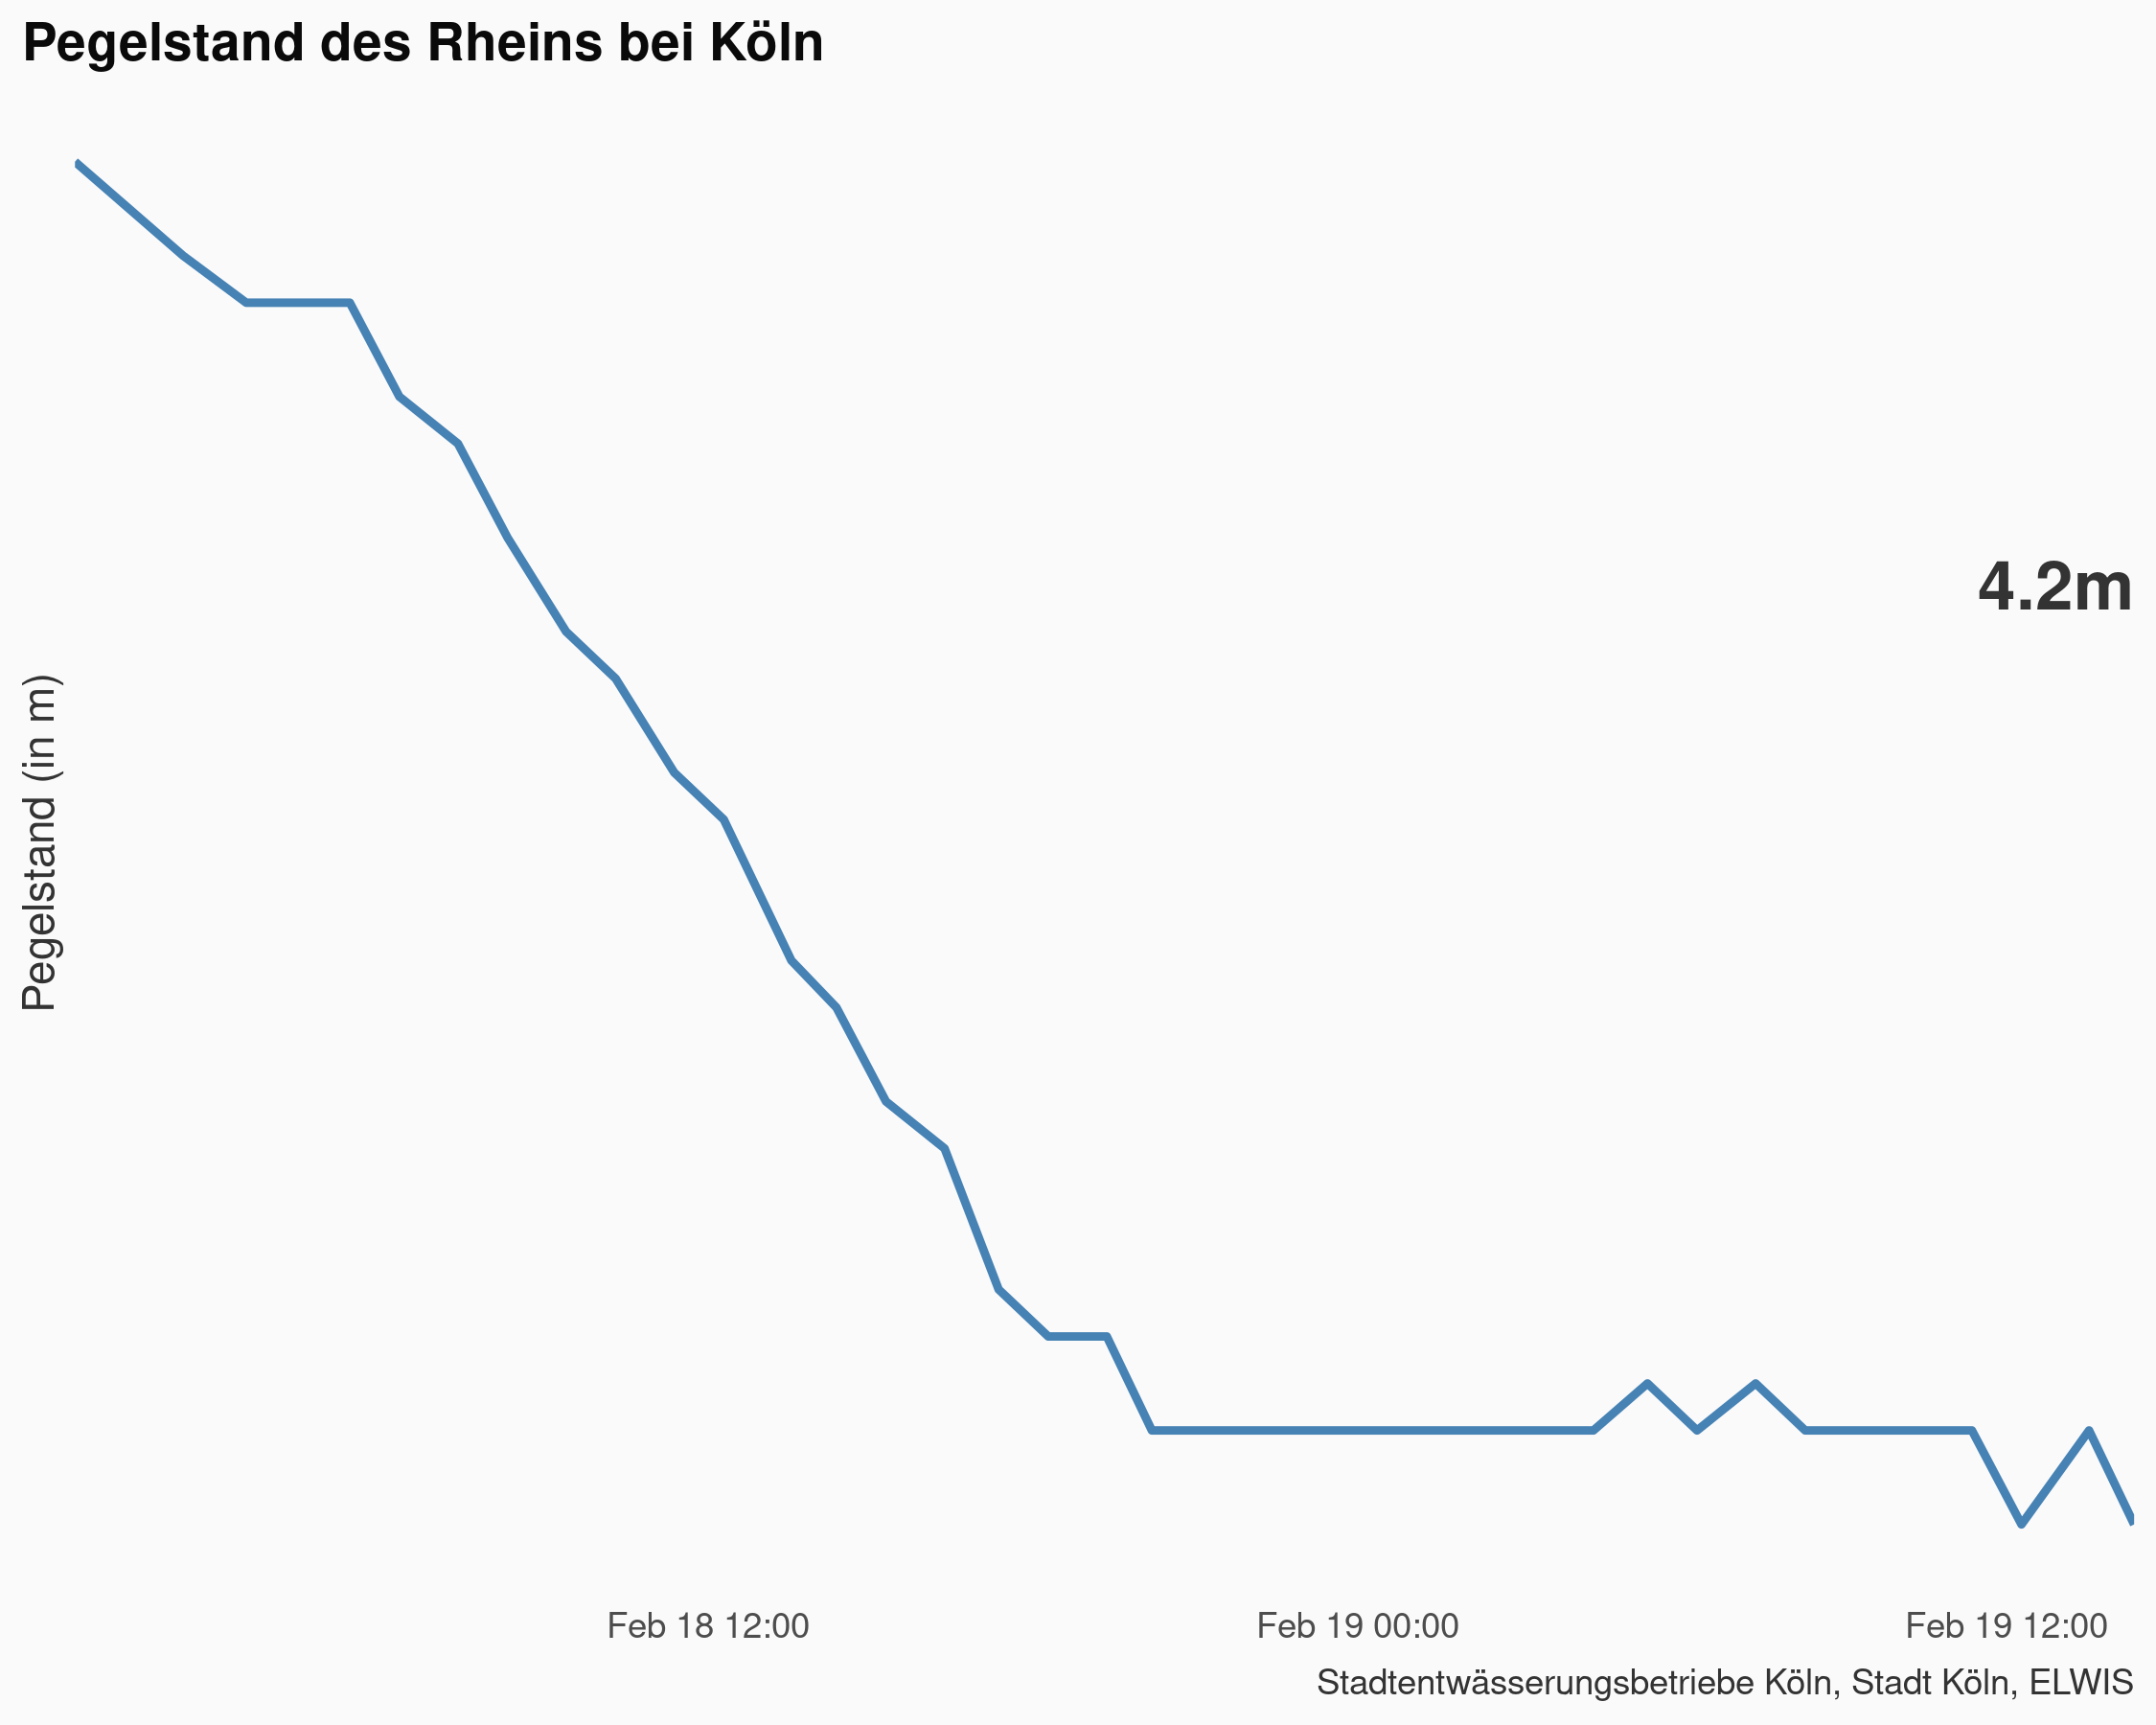 Pegelstand des Rheins bei Köln
4.2m
Pegelstand (in m)
Feb 18 12:00
Feb 19 00:00
Feb 19 12:00
Stadtentwässerungsbetriebe Köln, Stadt Köln, ELWIS